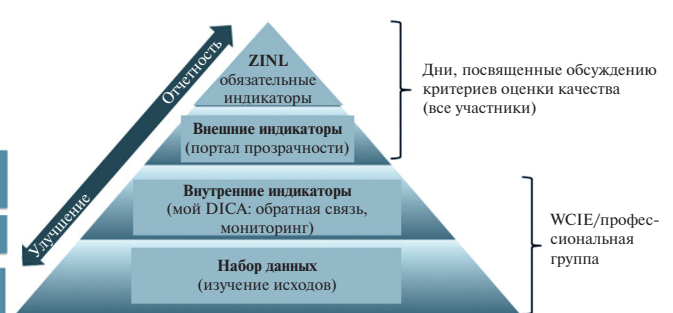 Отчетность
Улучшение
ZINL
обязательные
индикаторы
Внешние индикаторы
(портал прозрачности)
Внутренние индикаторы
(мой DICA: обратная связь,
мониторинг)
Набор данных
(изучение исходов)
Дни, посвященные обсуждению
критериев оценки качества
(все участники)
WCIE/профес-
сиональная
группа